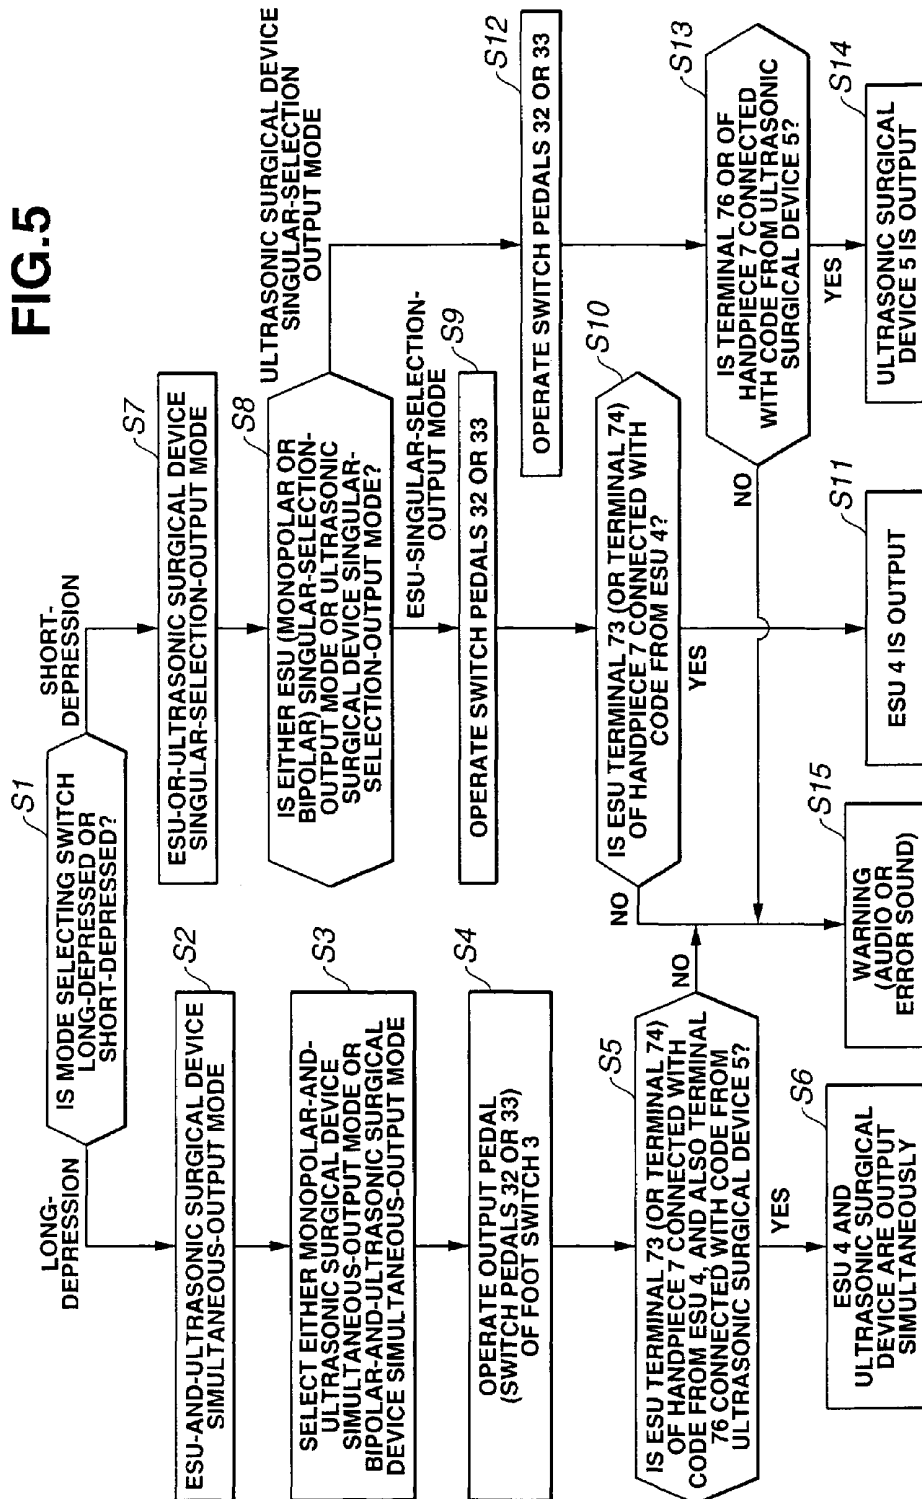 FIG.5
S1
IS MODE SELECTING SWITCH
LONG-DEPRESSED OR
SHORT-DEPRESSED?
LONG-
DEPRESSION
SHORT-
DEPRESSION
S2
ESU-AND-ULTRASONIC SURGICAL DEVICE
SIMULTANEOUS-OUTPUT MODE
S3
SELECT EITHER MONOPOLAR-AND-
ULTRASONIC SURGICAL DEVICE
SIMULTANEOUS-OUTPUT MODE OR
BIPOLAR-AND-ULTRASONIC SURGICAL
DEVICE SIMULTANEOUS-OUTPUT MODE
S4
OPERATE OUTPUT PEDAL
(SWITCH PEDALS 32 OR 33)
OF FOOT SWITCH 3
S5
IS ESU TERMINAL 73 (OR TERMINAL 74)
OF HANDPIECE 7 CONNECTED WITH
CODE FROM ESU 4, AND ALSO TERMINAL
76 CONNECTED WITH CODE FROM
ULTRASONIC SURGICAL DEVICE 5?
NO
YES
S6
ESU 4 AND
ULTRASONIC SURGICAL
DEVICE ARE OUTPUT
SIMULTANEOUSLY
S7
ESU-OR-ULTRASONIC SURGICAL DEVICE
SINGULAR-SELECTION-OUTPUT MODE
S8
IS EITHER ESU (MONOPOLAR OR
BIPOLAR) SINGULAR-SELECTION-
OUTPUT MODE OR ULTRASONIC
SURGICAL DEVICE SINGULAR-
SELECTION-OUTPUT MODE?
ULTRASONIC SURGICAL DEVICE
SINGULAR-SELECTION
OUTPUT MODE
ESU-SINGULAR-SELECTION-
OUTPUT MODE
S9
OPERATE SWITCH PEDALS 32 OR 33
S10
IS ESU TERMINAL 73 (OR TERMINAL 74)
OF HANDPIECE 7 CONNECTED WITH
CODE FROM ESU 4?
NO
YES
S11
ESU 4 IS OUTPUT
S12
OPERATE SWITCH PEDALS 32 OR 33
S13
IS TERMINAL 76 OR OF
HANDPIECE 7 CONNECTED
WITH CODE FROM ULTRASONIC
SURGICAL DEVICE 5?
NO
YES
S14
ULTRASONIC SURGICAL
DEVICE 5 IS OUTPUT
S15
WARNING
(AUDIO OR
ERROR SOUND)